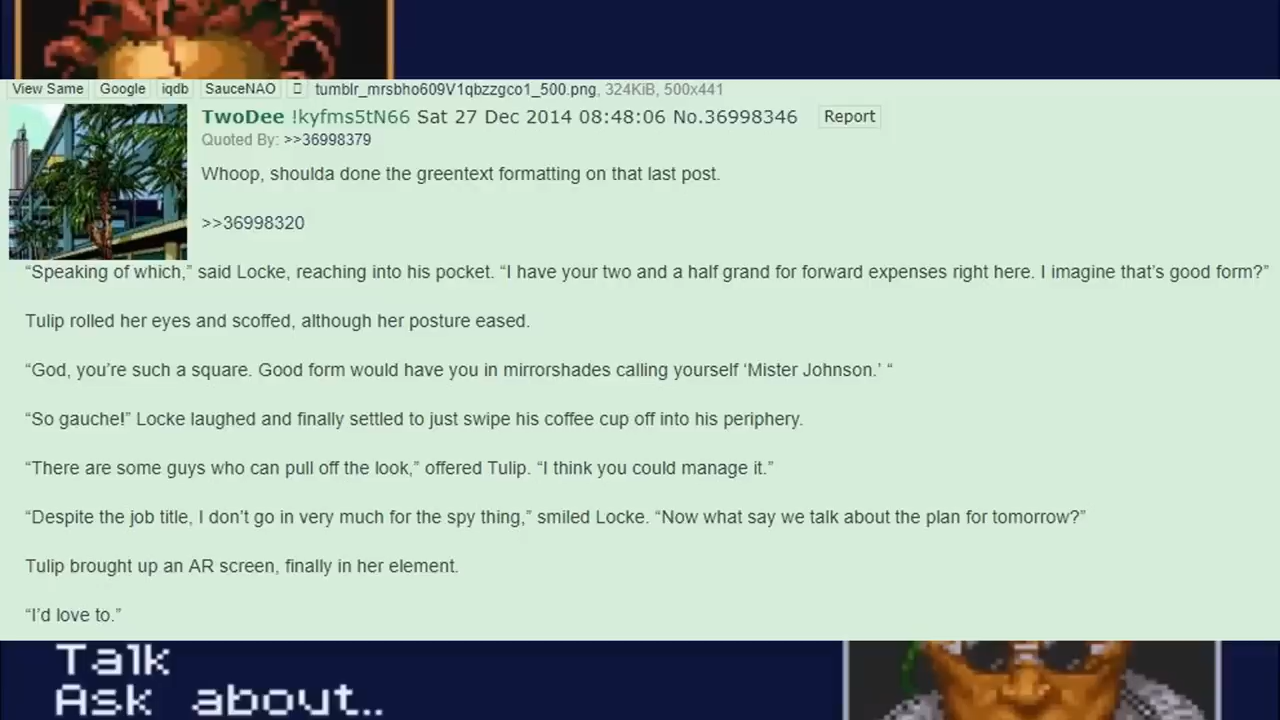 View Same Google iqdb SauceNAO tumblr_mrsbho609V1qbzzgco1_500.png, 324KiB, 500x441
TwoDee !kyfms5tN66 Sat 27 Dec 2014 08:48:06 No.36998346 Report
Quoted By: >>36998379
Whoop, shoulda done the greentext formatting on that last post.
>>36998320
“Speaking of which,” said Locke, reaching into his pocket. “I have your two and a half grand for forward expenses right here. I imagine that’s good form?”
Tulip rolled her eyes and scoffed, although her posture eased.
“God, you’re such a square. Good form would have you in mirrorshades calling yourself ‘Mister Johnson.’ “
“So gauche!” Locke laughed and finally settled to just swipe his coffee cup off into his periphery.
“There are some guys who can pull off the look,” offered Tulip. “I think you could manage it.”
“Despite the job title, I don’t go in very much for the spy thing,” smiled Locke. “Now what say we talk about the plan for tomorrow?”
Tulip brought up an AR screen, finally in her element.
“I’d love to.”
Talk
Ask about..